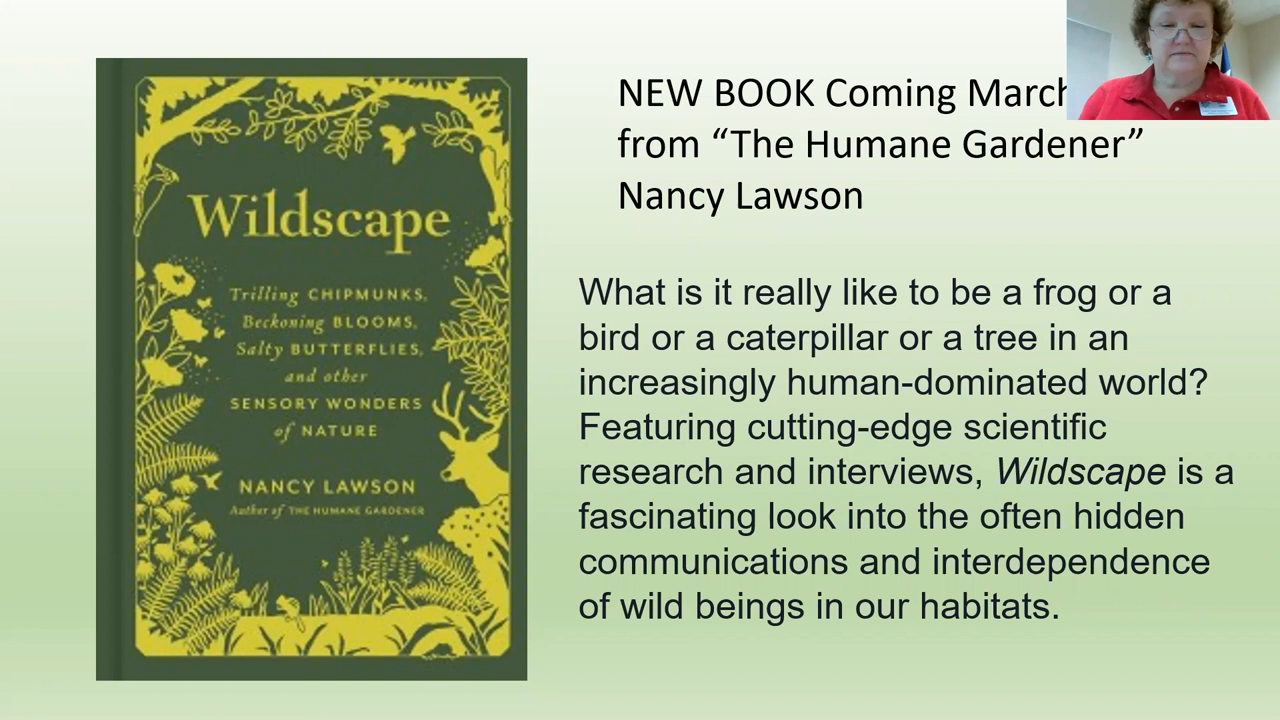 NEW BOOK Coming March
from “The Humane Gardener”
Nancy Lawson
Wildscape
Trilling CHIPMUNKS,
Beckoning BLOOMS,
Salty BUTTERFLIES,
and other
SENSORY WONDERS
of NATURE
NANCY LAWSON
Author of THE HUMANE GARDENER
What is it really like to be a frog or a
bird or a caterpillar or a tree in an
increasingly human-dominated world?
Featuring cutting-edge scientific
research and interviews, Wildscape is a
fascinating look into the often hidden
communications and interdependence
of wild beings in our habitats.